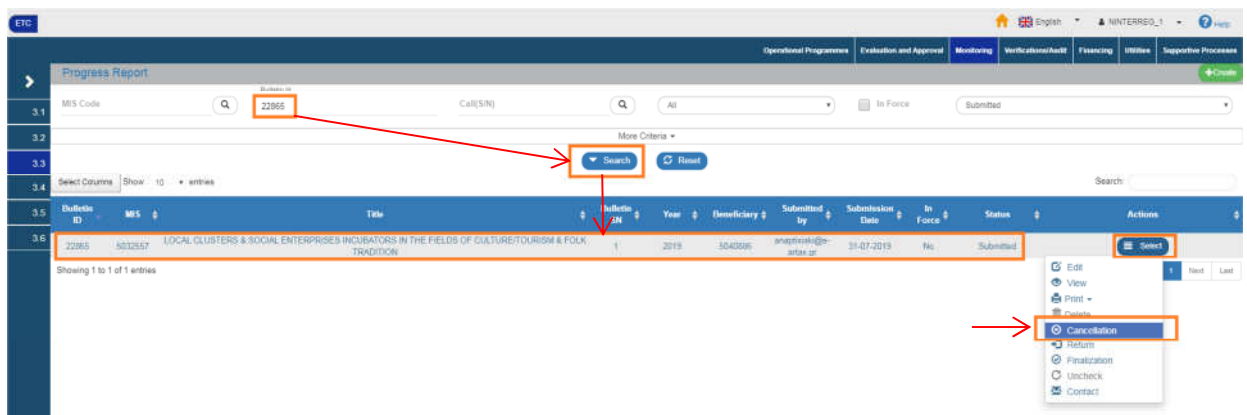 ETC
English
NINTERREG_1
Help
Operational Programmes Evaluation and Approval Monitoring Verifications/Audit Financing Utilities Supportive Processes
Progress Report
+Create
MIS Code
Bulletin Id
22865
Call(S/N)
All
In Force
Submitted
3.1
3.2
3.3
3.4
3.5
3.6
More Criteria
Search
Reset
Select Columns Show 10 entries
Search:
Bulletin ID MIS Title Bulletin SN Year Beneficiary Submitted by Submission Date In Force Status Actions
22865 5032557 LOCAL CLUSTERS & SOCIAL ENTERPRISES INCUBATORS IN THE FIELDS OF CULTURE/TOURISM & FOLK
TRADITION
1 2019 31-07-2019 No Submitted Select
Showing 1 to 1 of 1 entries
1 Next Last
Edit
View
Print
Delete
Cancellation
Return
Finalization
Uncheck
Contact